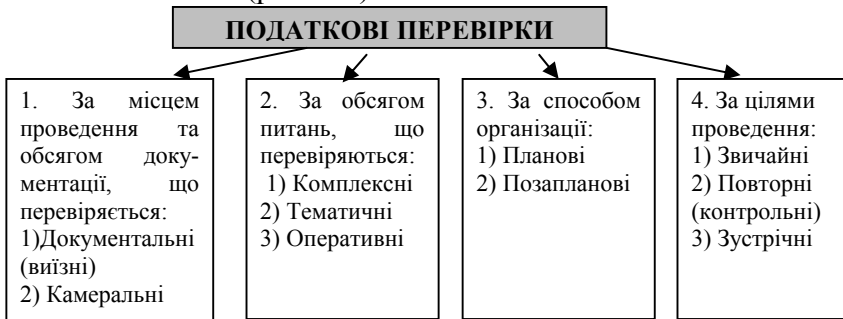 ПОДАТКОВІ ПЕРЕВІРКИ
1. За місцем
проведення та
обсягом доку-
ментації, що
перевіряється:
1)Документальні
(виїзні)
2) Камеральні
2. За обсягом
питань, що
перевіряються:
1) Комплексні
2) Тематичні
3) Оперативні
3. За способом
організації:
1) Планові
2) Позапланові
4. За цілями
проведення:
1) Звичайні
2) Повторні
(контрольні)
3) Зустрічні